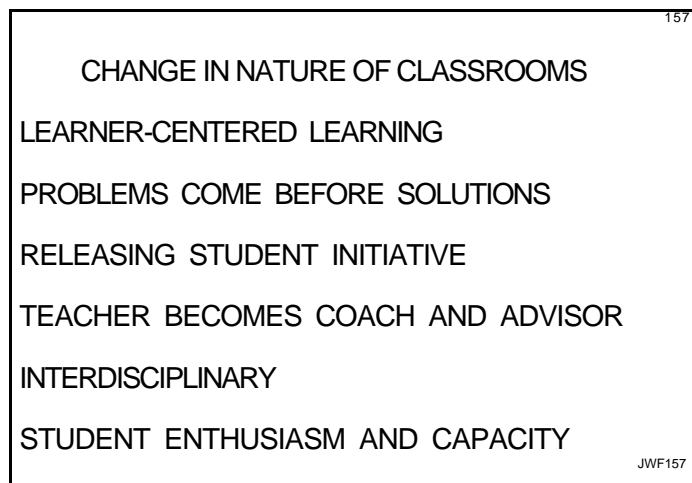 157
CHANGE IN NATURE OF CLASSROOMS
LEARNER-CENTERED LEARNING
PROBLEMS COME BEFORE SOLUTIONS
RELEASING STUDENT INITIATIVE
TEACHER BECOMES COACH AND ADVISOR
INTERDISCIPLINARY
STUDENT ENTHUSIASM AND CAPACITY
JWF157